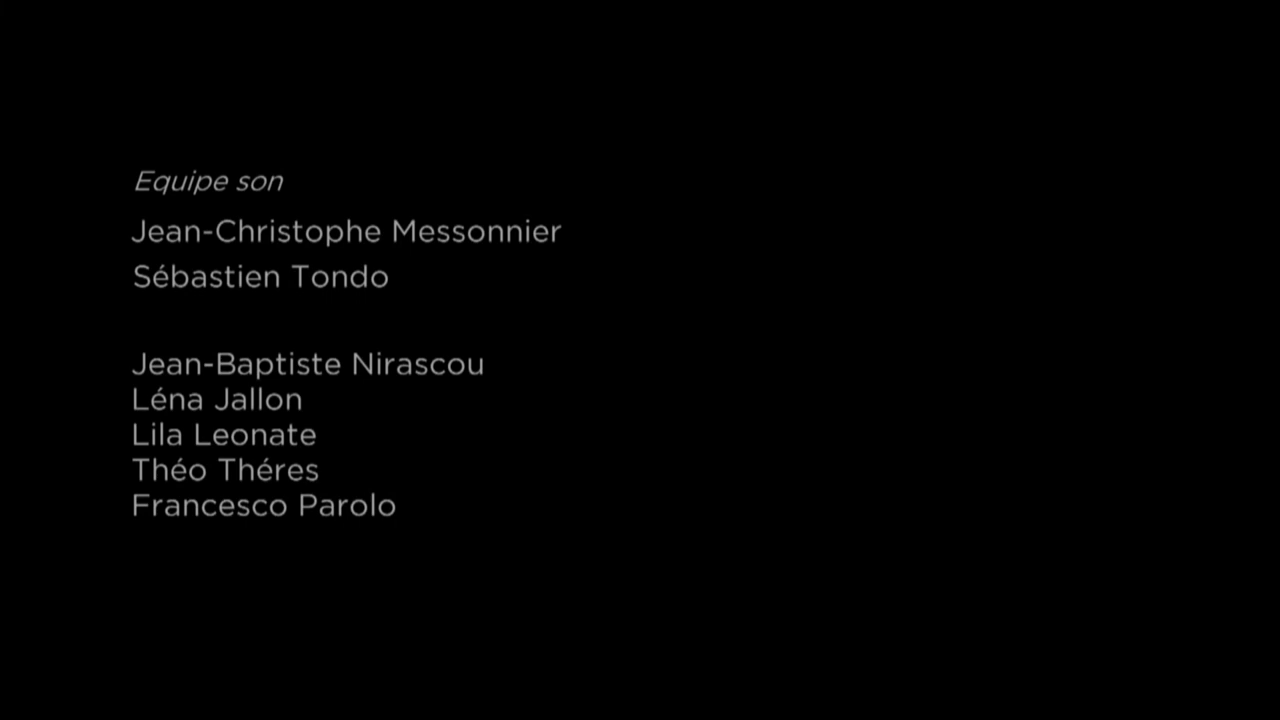 Equipe son
Jean-Christophe Messonnier
Sébastien Tondo
Jean-Baptiste Nirascou
Léna Jallon
Lila Leonate
Théo Théres
Francesco Parolo